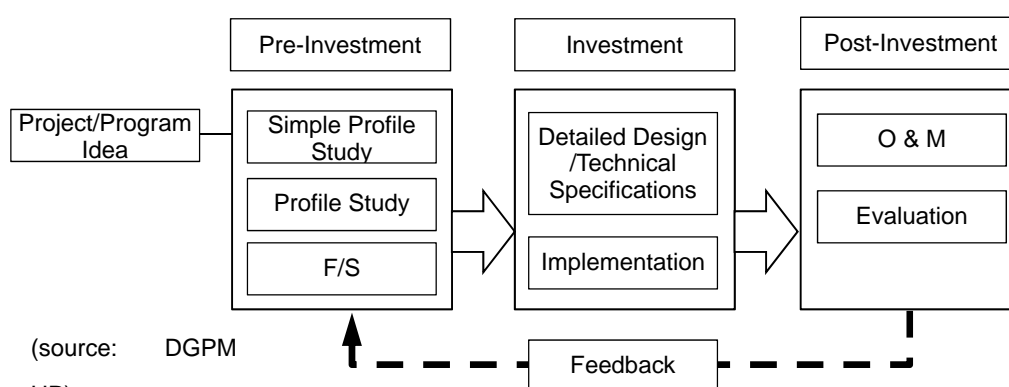 Pre-Investment
Investment
Post-Investment
Project/Program
Idea
Simple Profile
Study
Profile Study
F/S
Detailed Design
/Technical
Specifications
Implementation
O & M
Evaluation
Feedback
(source: DGPM